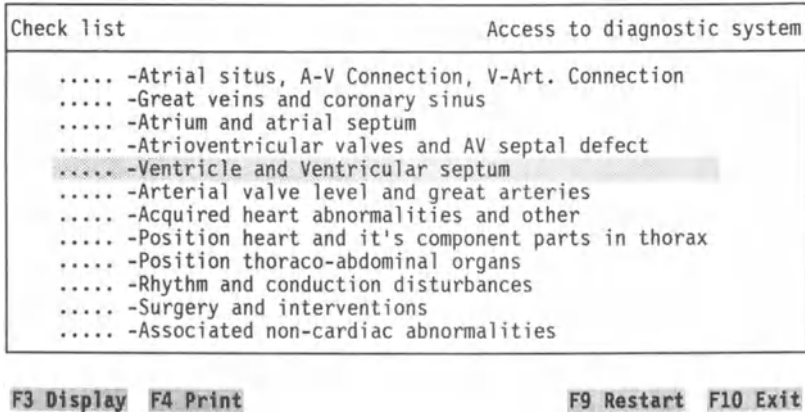 Check list Access to diagnostic system
..... -Atrial situs, A-V Connection, V-Art. Connection
..... -Great veins and coronary sinus
..... -Atrium and atrial septum
..... -Atrioventricular valves and AV septal defect
..... -Ventricle and Ventricular septum
..... -Arterial valve level and great arteries
..... -Acquired heart abnormalities and other
..... -Position heart and it's component parts in thorax
..... -Position thoraco-abdominal organs
..... -Rhythm and conduction disturbances
..... -Surgery and interventions
..... -Associated non-cardiac abnormalities
F3 Display F4 Print F9 Restart F10 Exit